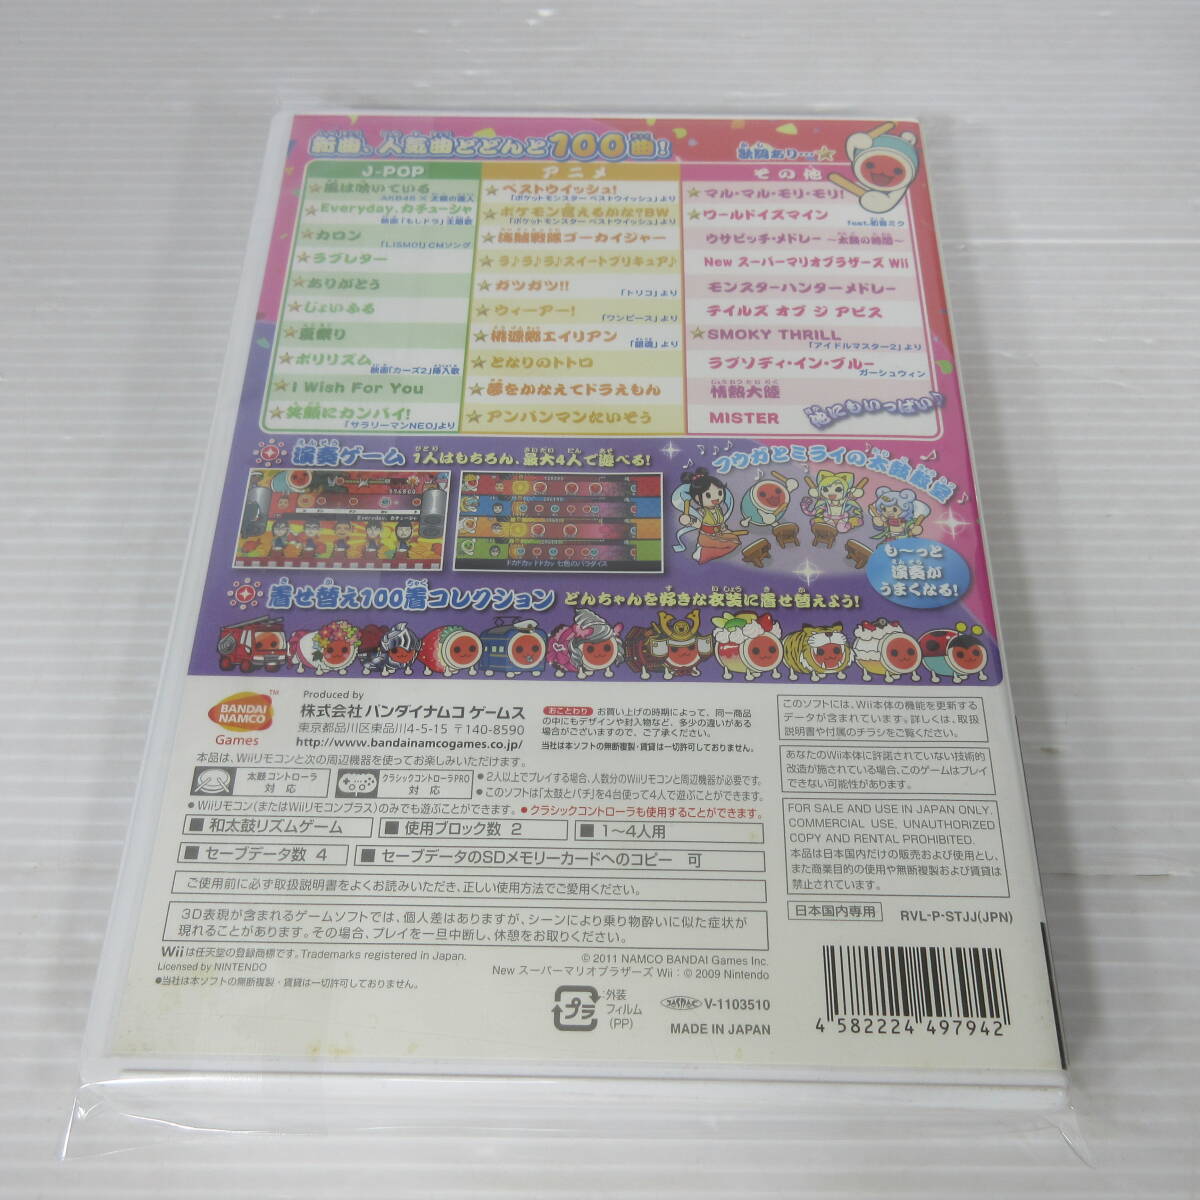 新曲、人気曲どどんと100曲!
歌詞あり…★
J-POP
★風は吹いている
AKB48 × 太鼓の達人
★Everyday、カチューシャ
映画「もしドラ」主題歌
★カロン
「LISMO!」CMソング
★ラブレター
★ありがとう
★じょいふる
★夏祭り
★ポリリズム
映画「カーズ2」挿入歌
★I Wish For You
★笑顔にカンパイ!
「サラリーマンNEO」より
アニメ
★ベストウイッシュ!
「ポケットモンスター ベストウイッシュ」より
★ポケモン言えるかな?BW
「ポケットモンスター ベストウイッシュ」より
★海賊戦隊ゴーカイジャー
★ラ♪ラ♪ラ♪スイートプリキュア♪
★ガツガツ!!
「トリコ」より
★ウィーアー!
「ワンピース」より
★桃源郷エイリアン
「銀魂」より
★となりのトトロ
★夢をかなえてドラえもん
★アンパンマンたいそう
その他
★マル・マル・モリ・モリ!
★ワールドイズマイン
feat.初音ミク
ウサビッチ・メドレー ～太鼓の時間～
New スーパーマリオブラザーズ Wii
モンスターハンターメドレー
テイルズ オブ ジ アビス
★SMOKY THRILL
「アイドルマスター2」より
ラプソディ・イン・ブルー
ガーシュウィン
情熱大陸
MISTER
他にもいっぱい?
演奏ゲーム 1人はもちろん、最大4人で遊べる!
フウガとミライの太鼓教室
Everyday、カチューシャ
ドカドカッ ドドカッ 七色のパラダイス
も～っと
演奏が
うまくなる!
着せ替え100着コレクション どんちゃんを好きな衣装に着せ替えよう!
BANDAI
NAMCO
Games
TM
Produced by
株式会社 バンダイナムコ ゲームス
東京都品川区東品川4-5-15 〒140-8590
http://www.bandainamcogames.co.jp/
おことわり お買い上げの時期によって、同一商品
の中にもデザインや封入物など、多少の違いがある
場合がございますので、ご了承ください。
当社は本ソフトの無断複製・賃貸は一切許可しておりません。
このソフトには、Wii本体の機能を更新する
データが含まれています。詳しくは、取扱
説明書や付属のチラシをご覧ください。
本品は、Wiiリモコンと次の周辺機器を使ってお楽しみいただけます。
太鼓コントローラ
対 応
クラシックコントローラPRO
対 応
●2人以上でプレイする場合、人数分のWiiリモコンと周辺機器が必要です。
●このソフトは「太鼓とバチ」を4台使って4人で遊ぶことができます。
●Wiiリモコン(またはWiiリモコンプラス)のみでも遊ぶことができます。●クラシックコントローラも使用することができます。
あなたのWii本体に許諾されていない技術的
改造が施されている場合、このゲームはプレイ
できない可能性があります。
■ 和太鼓リズムゲーム
■ 使用ブロック数 2
■ 1～4人用
■ セーブデータ数 4
■ セーブデータのSDメモリーカードへのコピー 可
FOR SALE AND USE IN JAPAN ONLY.
COMMERCIAL USE, UNAUTHORIZED
COPY AND RENTAL PROHIBITED.
本品は日本国内だけの販売および使用とし、
また商業目的の使用や無断複製および賃貸は
禁止されています。
ご使用前に必ず取扱説明書をよくお読みいただき、正しい使用方法でご愛用ください。
日本国内専用
RVL-P-STJJ(JPN)
3D表現が含まれるゲームソフトでは、個人差はありますが、シーンにより乗り物酔いに似た症状が
現れることがあります。その場合、プレイを一旦中断し、休憩をお取りください。
Wiiは任天堂の登録商標です。Trademarks registered in Japan.
Licensed by NINTENDO
●当社は本ソフトの無断複製・賃貸は一切許可しておりません。
© 2011 NAMCO BANDAI Games Inc.
New スーパーマリオブラザーズ Wii：© 2009 Nintendo
プラ
外装
フィルム
(PP)
V-1103510
MADE IN JAPAN
4 582224 497942